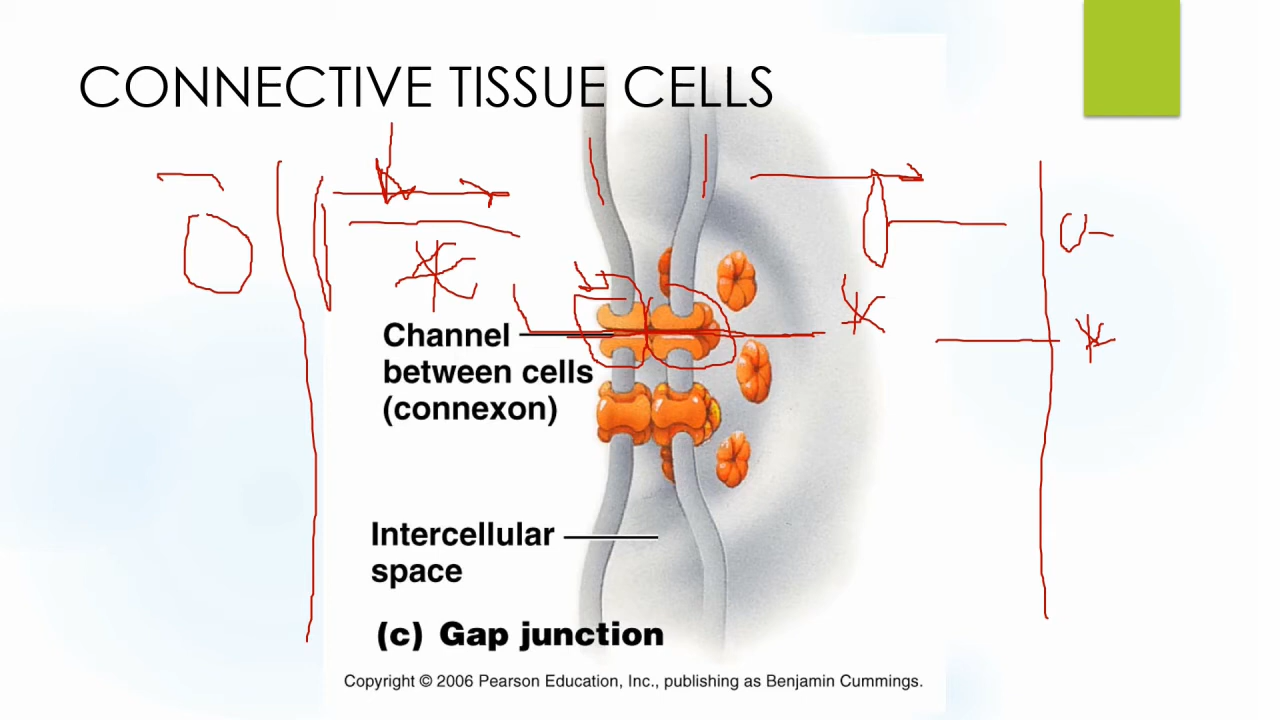 CONNECTIVE TISSUE CELLS
Channel
between cells
(connexon)
Intercellular
space
(c) Gap junction
Copyright © 2006 Pearson Education, Inc., publishing as Benjamin Cummings.